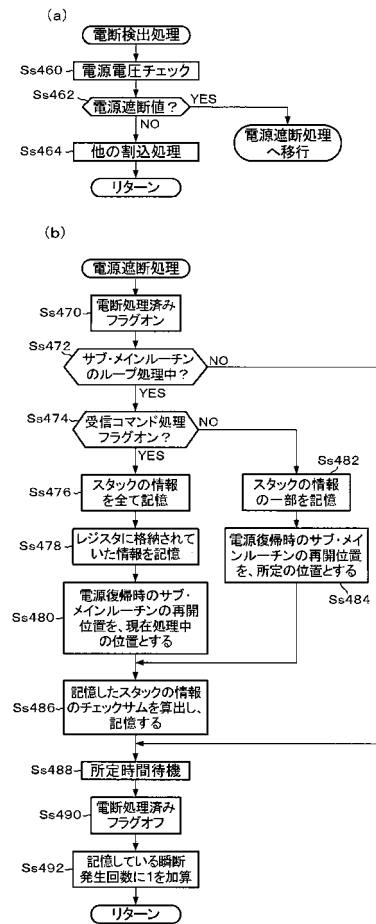 (a)
電断検出処理
Ss460
電源電圧チェック
Ss462
電源遮断値？
YES
NO
電源遮断処理
へ移行
Ss464
他の割込処理
リターン
(b)
電源遮断処理
Ss470
電断処理済み
フラグオン
Ss472
サブ・メインルーチン
のループ処理中？
NO
YES
Ss474
受信コマンド処理
フラグオン？
NO
YES
Ss476
スタックの情報
を全て記憶
Ss482
スタックの情報
の一部を記憶
Ss478
レジスタに格納されて
いた情報を記憶
電源復帰時のサブ・メイ
ンルーチンの再開位置
を、所定の位置とする
Ss484
Ss480
電源復帰時のサブ・
メインルーチンの再開
位置を、現在処理中
の位置とする
Ss486
記憶したスタックの情報
のチェックサムを算出し、
記憶する
Ss488
所定時間待機
Ss490
電断処理済み
フラグオフ
Ss492
記憶している瞬断
発生回数に1を加算
リターン